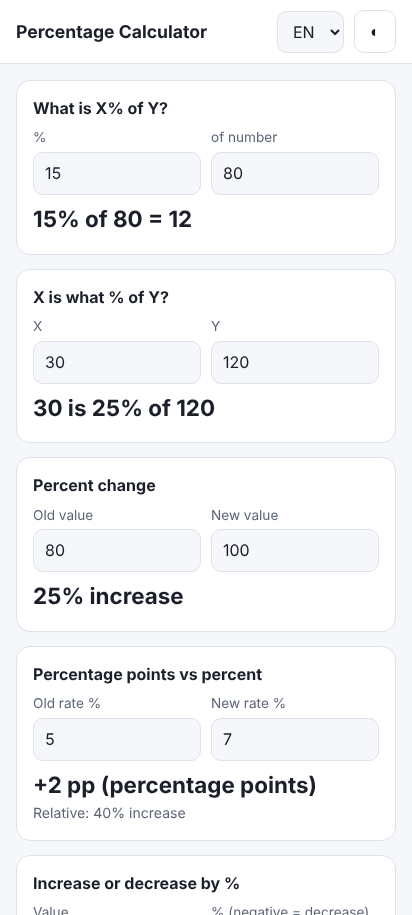 Percentage Calculator
EN
What is X% of Y?
% of number
15 80
15% of 80 = 12
X is what % of Y?
X Y
30 120
30 is 25% of 120
Percent change
Old value New value
80 100
25% increase
Percentage points vs percent
Old rate % New rate %
5 7
+2 pp (percentage points)
Relative: 40% increase
Increase or decrease by %
Value % (negative = decrease)